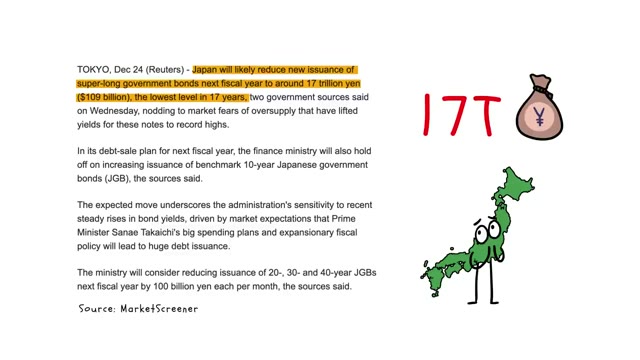 TOKYO, Dec 24 (Reuters) - Japan will likely reduce new issuance of
super-long government bonds next fiscal year to around 17 trillion yen
($109 billion), the lowest level in 17 years, two government sources said
on Wednesday, nodding to market fears of oversupply that have lifted
yields for these notes to record highs.
In its debt-sale plan for next fiscal year, the finance ministry will also hold
off on increasing issuance of benchmark 10-year Japanese government
bonds (JGB), the sources said.
The expected move underscores the administration's sensitivity to recent
steady rises in bond yields, driven by market expectations that Prime
Minister Sanae Takaichi's big spending plans and expansionary fiscal
policy will lead to huge debt issuance.
The ministry will consider reducing issuance of 20-, 30- and 40-year JGBs
next fiscal year by 100 billion yen each per month, the sources said.
Source: MarketScreener
17T
¥